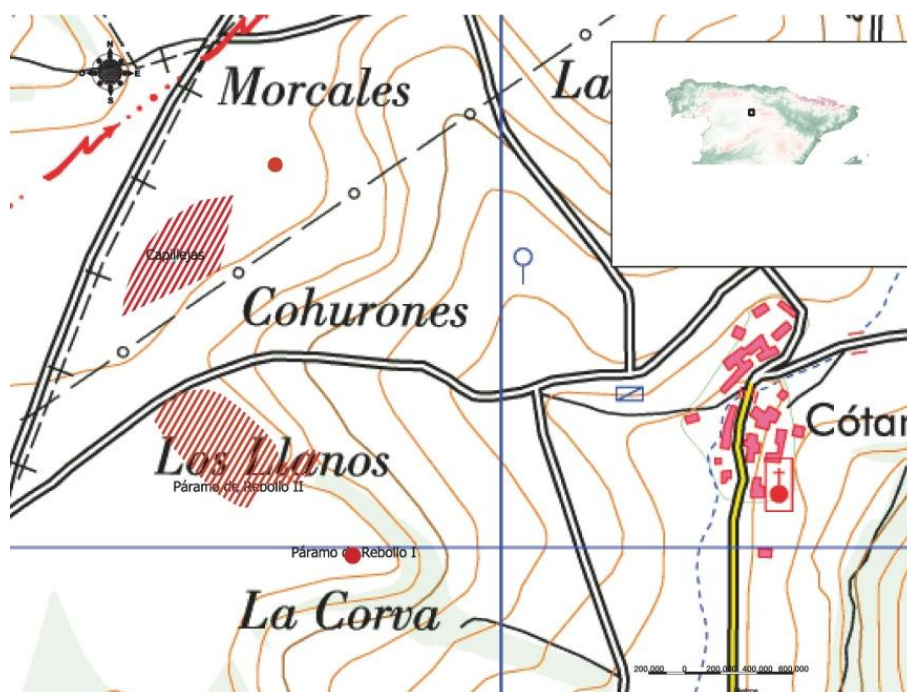 N
O E
S
Morcales
La
Capillejas
Cohurones
Cótar
Los Llanos
Páramo de Rebollo II
Páramo de Rebollo I
La Corva
200,000 0 200,000 400,000 600,000